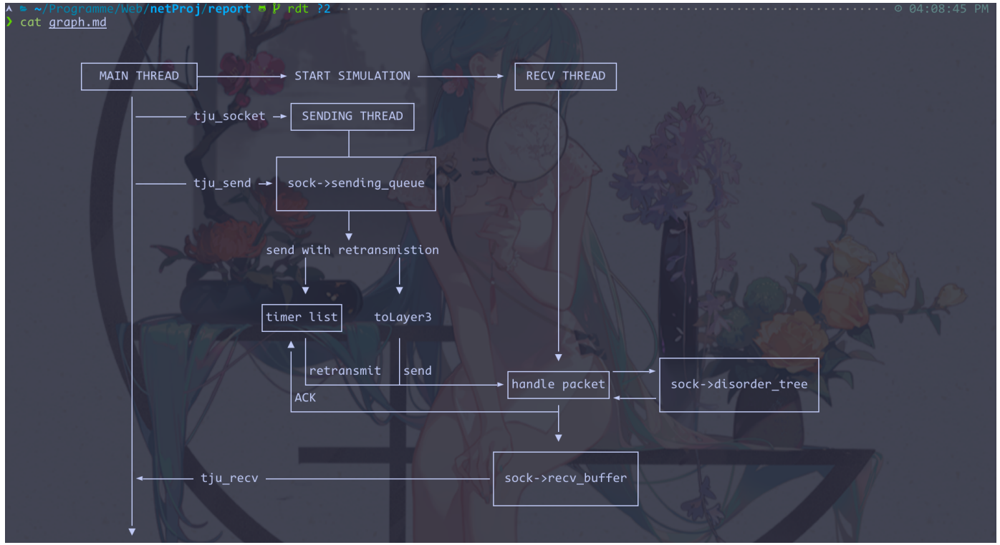 ~/Programme/Web/netProj/report rdt ?2 04:08:45 PM
❯ cat graph.md
MAIN THREAD START SIMULATION RECV THREAD
tju_socket SENDING THREAD
tju_send sock->sending_queue
send with retransmistion
timer list toLayer3
retransmit send
handle packet sock->disorder_tree
ACK
tju_recv sock->recv_buffer